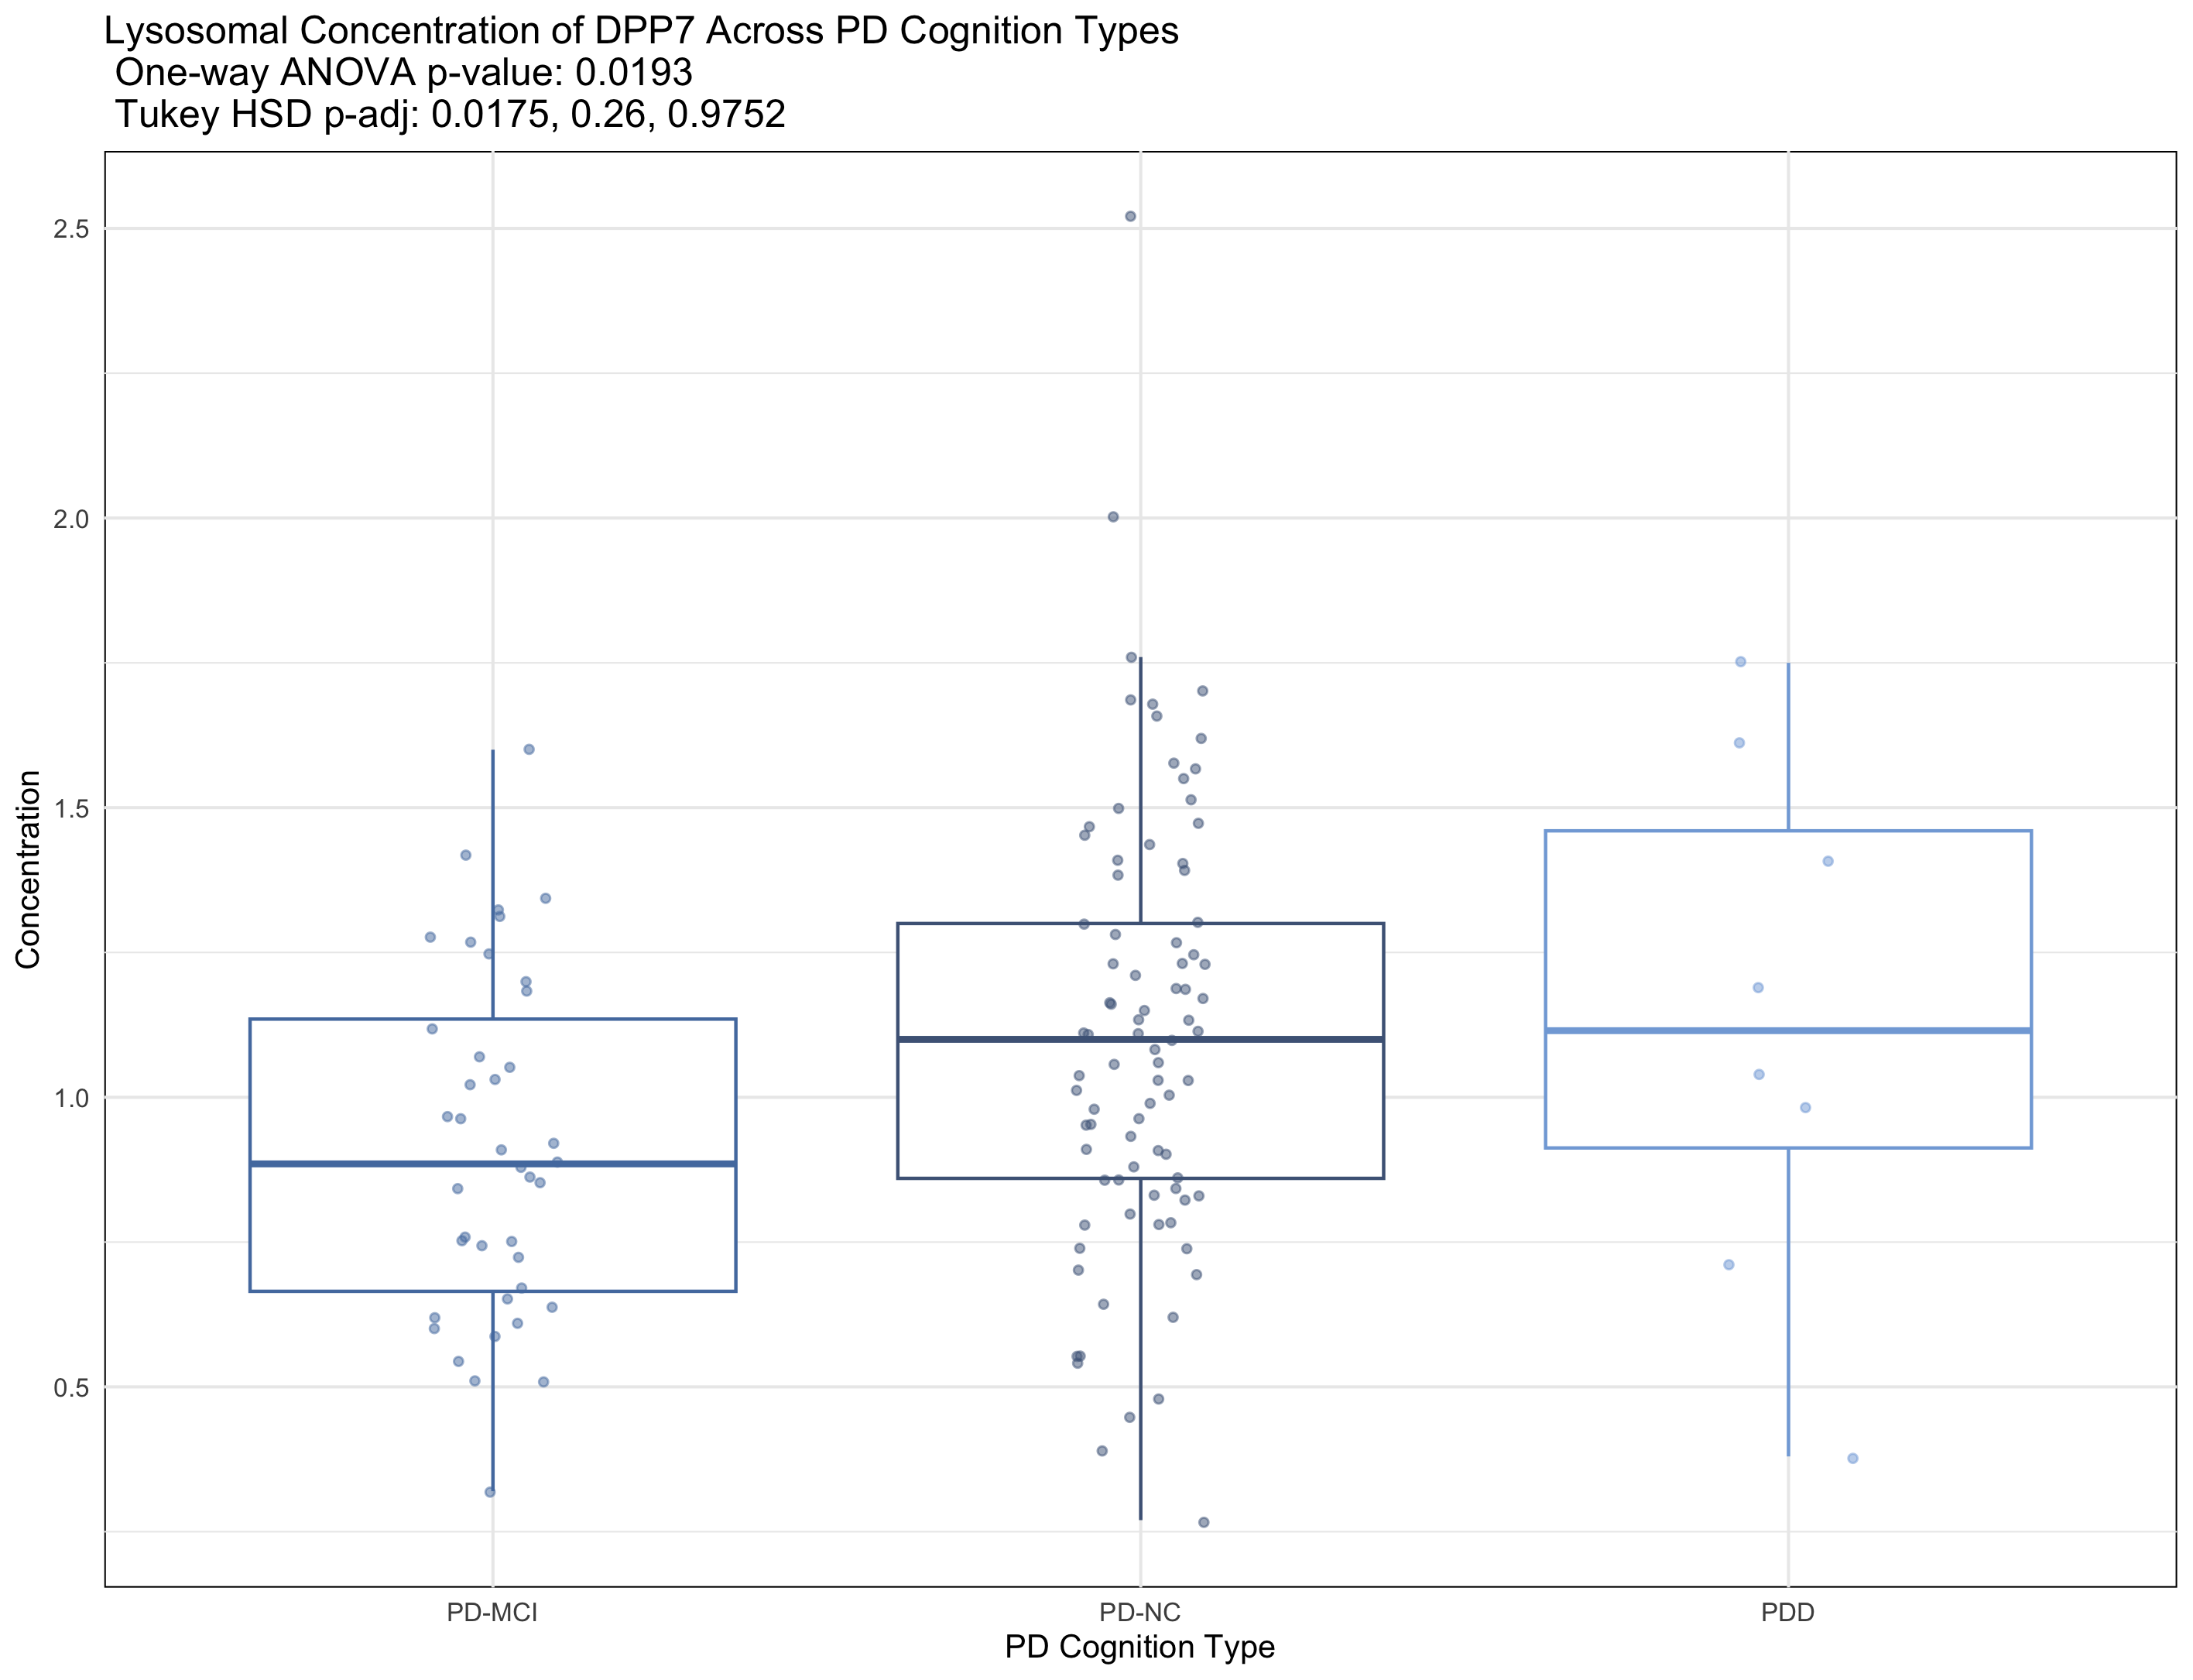 Lysosomal Concentration of DPP7 Across PD Cognition Types
One-way ANOVA p-value: 0.0193
Tukey HSD p-adj: 0.0175, 0.26, 0.9752
2.5
2.0
1.5
1.0
0.5
Concentration
PD-MCI PD-NC PDD
PD Cognition Type